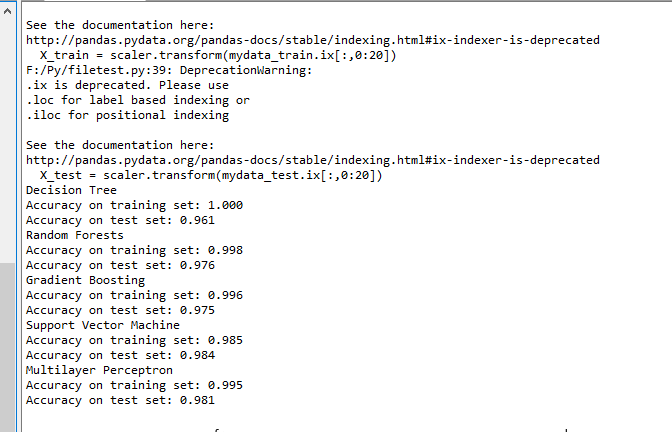 See the documentation here:
http://pandas.pydata.org/pandas-docs/stable/indexing.html#ix-indexer-is-deprecated
  X_train = scaler.transform(mydata_train.ix[:,0:20])
F:/Py/filetest.py:39: DeprecationWarning:
.ix is deprecated. Please use
.loc for label based indexing or
.iloc for positional indexing

See the documentation here:
http://pandas.pydata.org/pandas-docs/stable/indexing.html#ix-indexer-is-deprecated
  X_test = scaler.transform(mydata_test.ix[:,0:20])
Decision Tree
Accuracy on training set: 1.000
Accuracy on test set: 0.961
Random Forests
Accuracy on training set: 0.998
Accuracy on test set: 0.976
Gradient Boosting
Accuracy on training set: 0.996
Accuracy on test set: 0.975
Support Vector Machine
Accuracy on training set: 0.985
Accuracy on test set: 0.984
Multilayer Perceptron
Accuracy on training set: 0.995
Accuracy on test set: 0.981